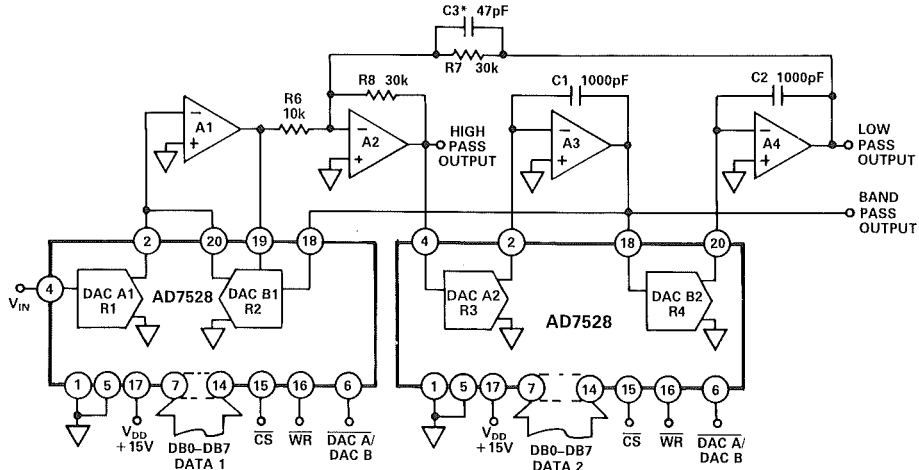 C3* 47pF
R7 30k
R8 30k
C1 1000pF
C2 1000pF
R6
10k
A1
A2
A3
A4
HIGH
PASS
OUTPUT
LOW
PASS
OUTPUT
BAND
PASS
OUTPUT
2
20
19
18
4
2
18
20
4
VIN
DAC A1
R1
AD7528
DAC B1
R2
DAC A2
R3
AD7528
DAC B2
R4
1
5
17
7
14
15
16
6
1
5
17
7
14
15
16
6
VDD
+15V
DB0–DB7
DATA 1
CS
WR
DAC A/
DAC B
VDD
+15V
DB0–DB7
DATA 2
CS
WR
DAC A/
DAC B